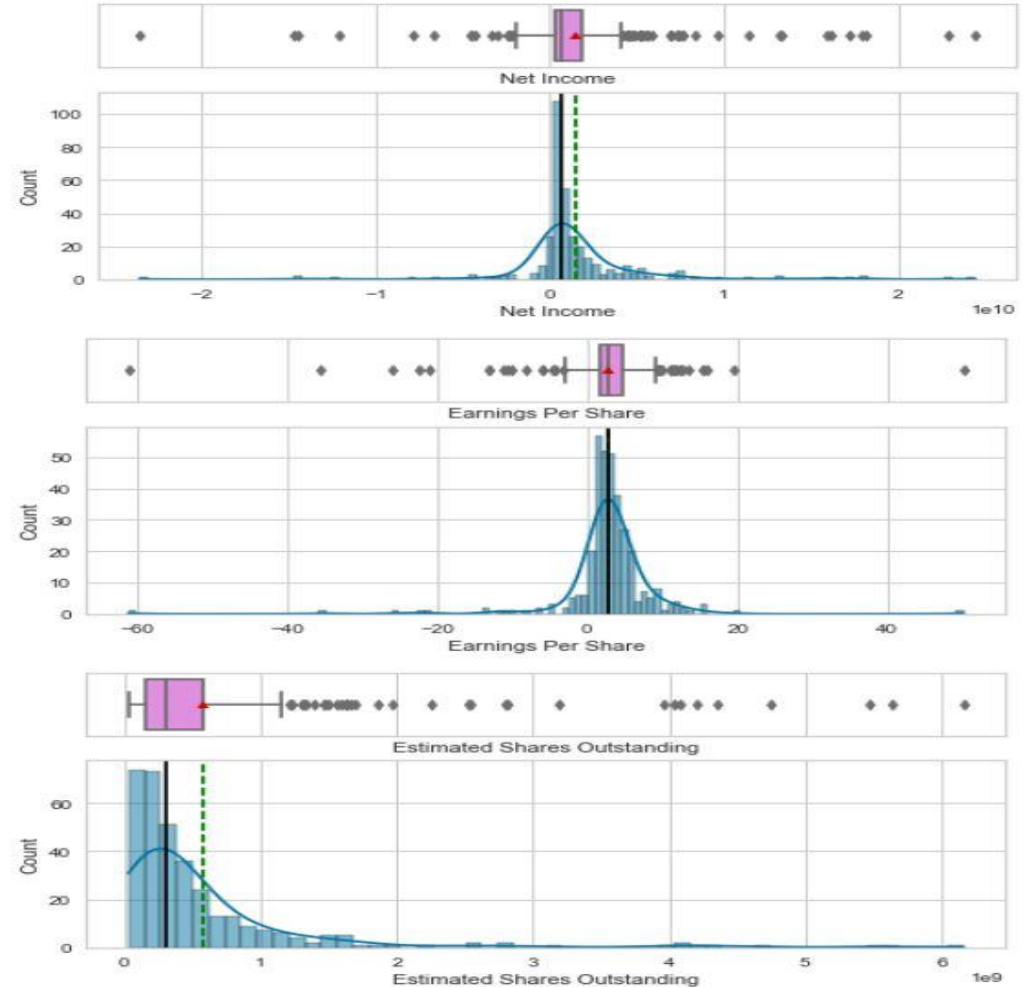 Net Income
100
80
60
40
20
0
Count
−2 −1 0 1 2
1e10
Net Income
Earnings Per Share
50
40
30
20
10
0
Count
−60 −40 −20 0 20 40
Earnings Per Share
Estimated Shares Outstanding
60
40
20
0
Count
0 1 2 3 4 5 6
1e9
Estimated Shares Outstanding